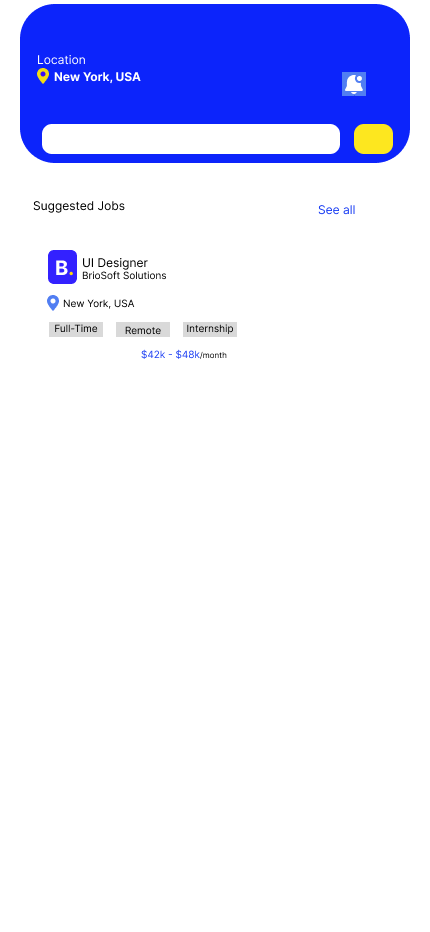 Location
New York, USA
Suggested Jobs
See all
B.
UI Designer
BrioSoft Solutions
New York, USA
Full-Time
Remote
Internship
$42k - $48k/month